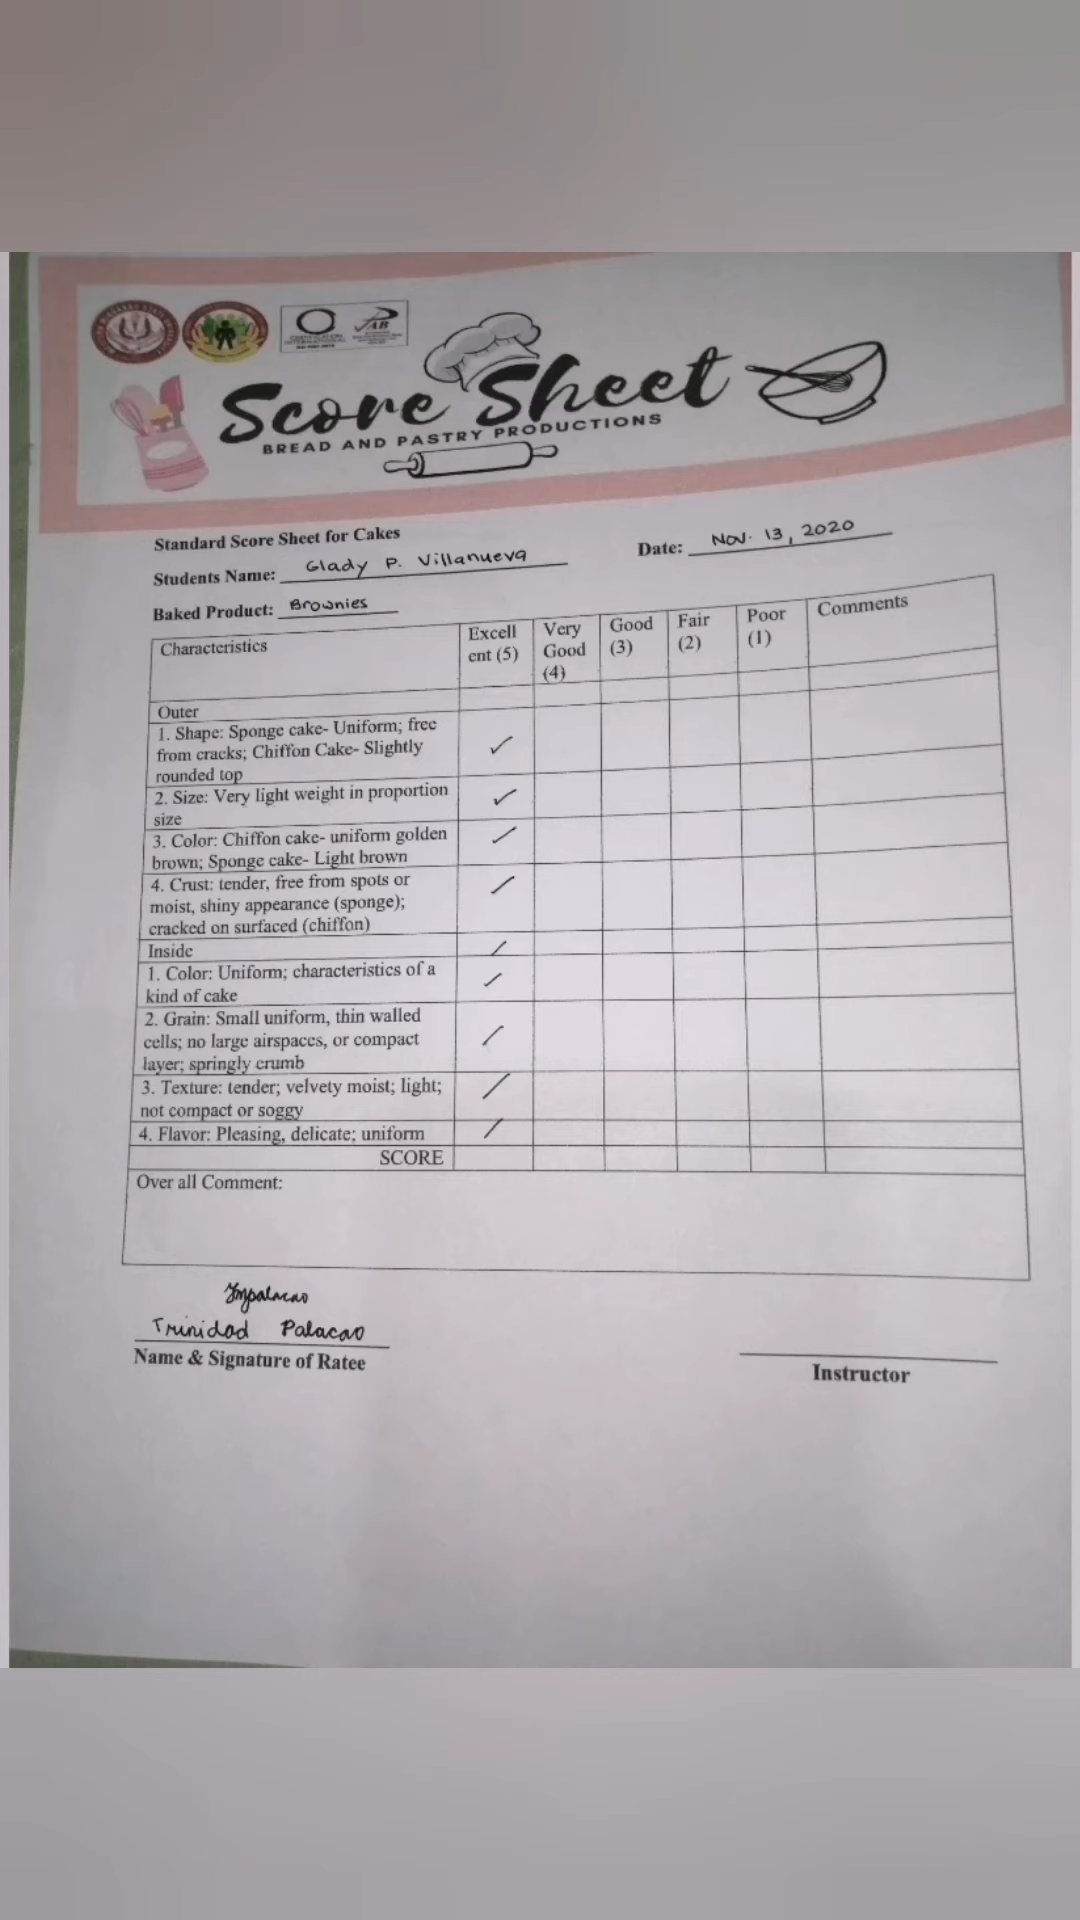 Score Sheet
BREAD AND PASTRY PRODUCTIONS
Standard Score Sheet for Cakes
Students Name: Glady P. Villanueva
Date: Nov. 13, 2020
Baked Product: Brownies
Characteristics
Excell
ent (5)
Very
Good
(4)
Good
(3)
Fair
(2)
Poor
(1)
Comments
Outer
1. Shape: Sponge cake- Uniform; free
from cracks; Chiffon Cake- Slightly
rounded top
2. Size: Very light weight in proportion
size
3. Color: Chiffon cake- uniform golden
brown; Sponge cake- Light brown
4. Crust: tender, free from spots or
moist, shiny appearance (sponge);
cracked on surfaced (chiffon)
Inside
1. Color: Uniform; characteristics of a
kind of cake
2. Grain: Small uniform, thin walled
cells; no large airspaces, or compact
layer; springly crumb
3. Texture: tender; velvety moist; light;
not compact or soggy
4. Flavor: Pleasing, delicate; uniform
SCORE
Over all Comment:
Trinidad Palacao
Name & Signature of Ratee
Instructor